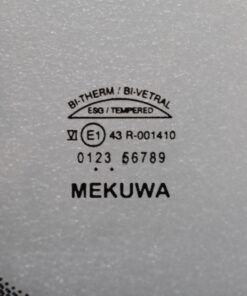 BI-THERM / BI-VETRAL
ESG / TEMPERED
VI E1 43 R-001410
0123 56789
. .
MEKUWA